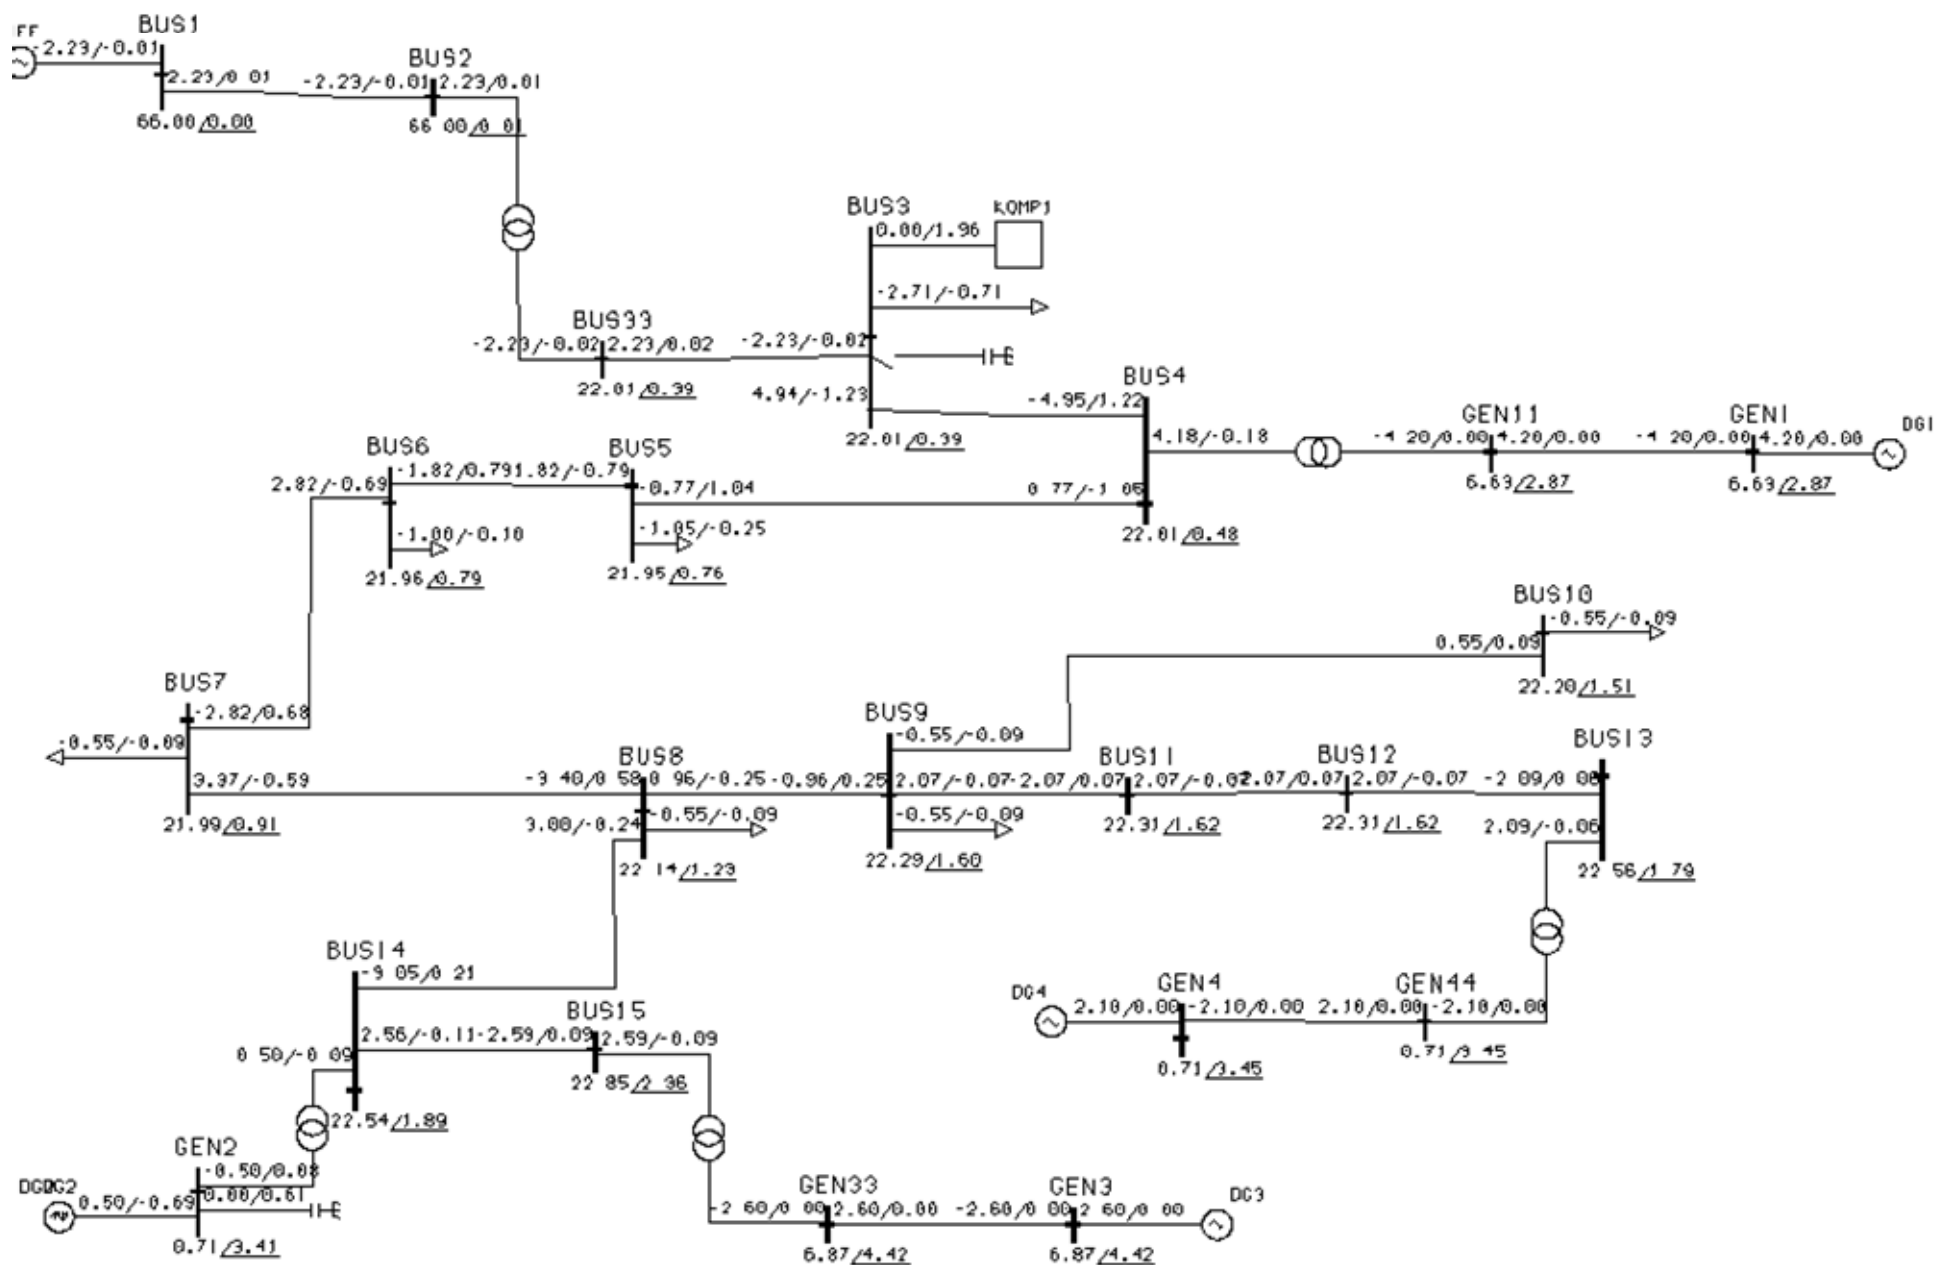 IFF
-2.23/-0.01
BUS1
2.23/0 01
66.00/0.00
BUS2
-2.23/-0.01
2.23/0.01
66 00/0 01
BUS3
KOMP1
0.00/1.96
-2.71/-0.71
-2.23/-0.02
4.94/-1.23
22.01/0.39
BUS33
-2.23/-0.02
2.23/0.02
22.01/0.39
BUS4
-4.95/1.22
4.18/-0.18
0 77/-1 05
22.01/0.48
GEN11
-4 20/0.00
4.20/0.00
6.63/2.87
GEN1
-4 20/0.00
4.20/0.00
DG1
6.63/2.87
BUS6
2.82/-0.69
-1.82/0.79
-1.00/-0.10
21.96/0.79
BUS5
1.82/-0.79
-0.77/1.04
-1.05/-0.25
21.95/0.76
BUS10
-0.55/-0.09
0.55/0.09
22.20/1.51
BUS7
-2.82/0.68
-0.55/-0.09
3.37/-0.59
21.99/0.91
BUS8
-3 40/0 58
0 96/-0.25
3.00/-0.24
-0.55/-0.09
22 14/1.23
BUS9
-0.55/-0.09
-0.96/0.25
2.07/-0.07
-0.55/-0.09
22.29/1.60
BUS11
-2.07/0.07
2.07/-0.07
22.31/1.62
BUS12
-2.07/0.07
2.07/-0.07
22.31/1.62
BUS13
-2 09/0 00
2.09/-0.06
22 56/1 79
BUS14
-3 05/0 21
2.56/-0.11
0 50/-0 09
22.54/1.89
BUS15
-2.59/0.09
2.59/-0.09
22 85/2 36
DG4
2.10/0.00
GEN4
-2.10/0.00
0.71/3.45
GEN44
2.10/0.00
-2.10/0.00
0.71/3 45
GEN2
-0.50/0.08
0.00/0.61
DG2
0.50/-0.69
0.71/3.41
GEN33
-2 60/0 00
2.60/0.00
6.87/4.42
GEN3
-2.60/0 00
2 60/0 00
DG3
6.87/4.42